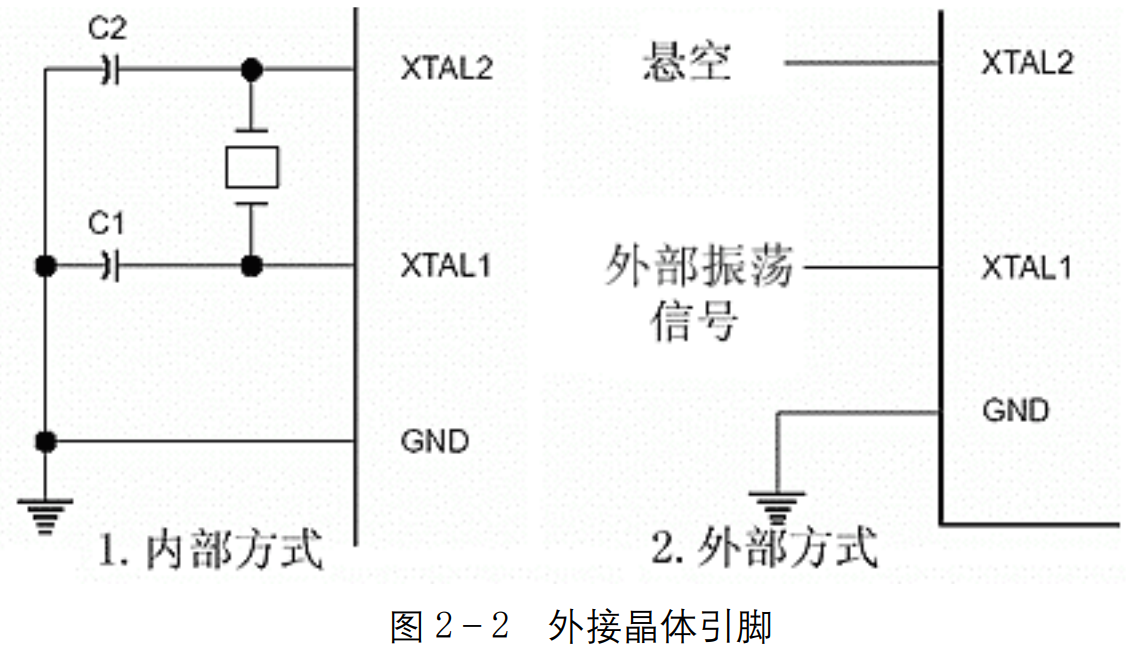 C2
XTAL2
C1
XTAL1
GND
1.内部方式
悬空
XTAL2
外部振荡
信号
XTAL1
GND
2.外部方式
图2-2 外接晶体引脚